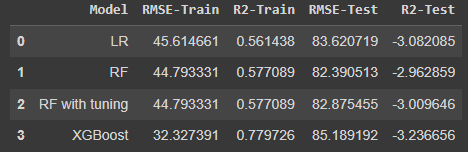 Model RMSE-Train R2-Train RMSE-Test R2-Test
0 LR 45.614661 0.561438 83.620719 -3.082085
1 RF 44.793331 0.577089 82.390513 -2.962859
2 RF with tuning 44.793331 0.577089 82.875455 -3.009646
3 XGBoost 32.327391 0.779726 85.189192 -3.236656